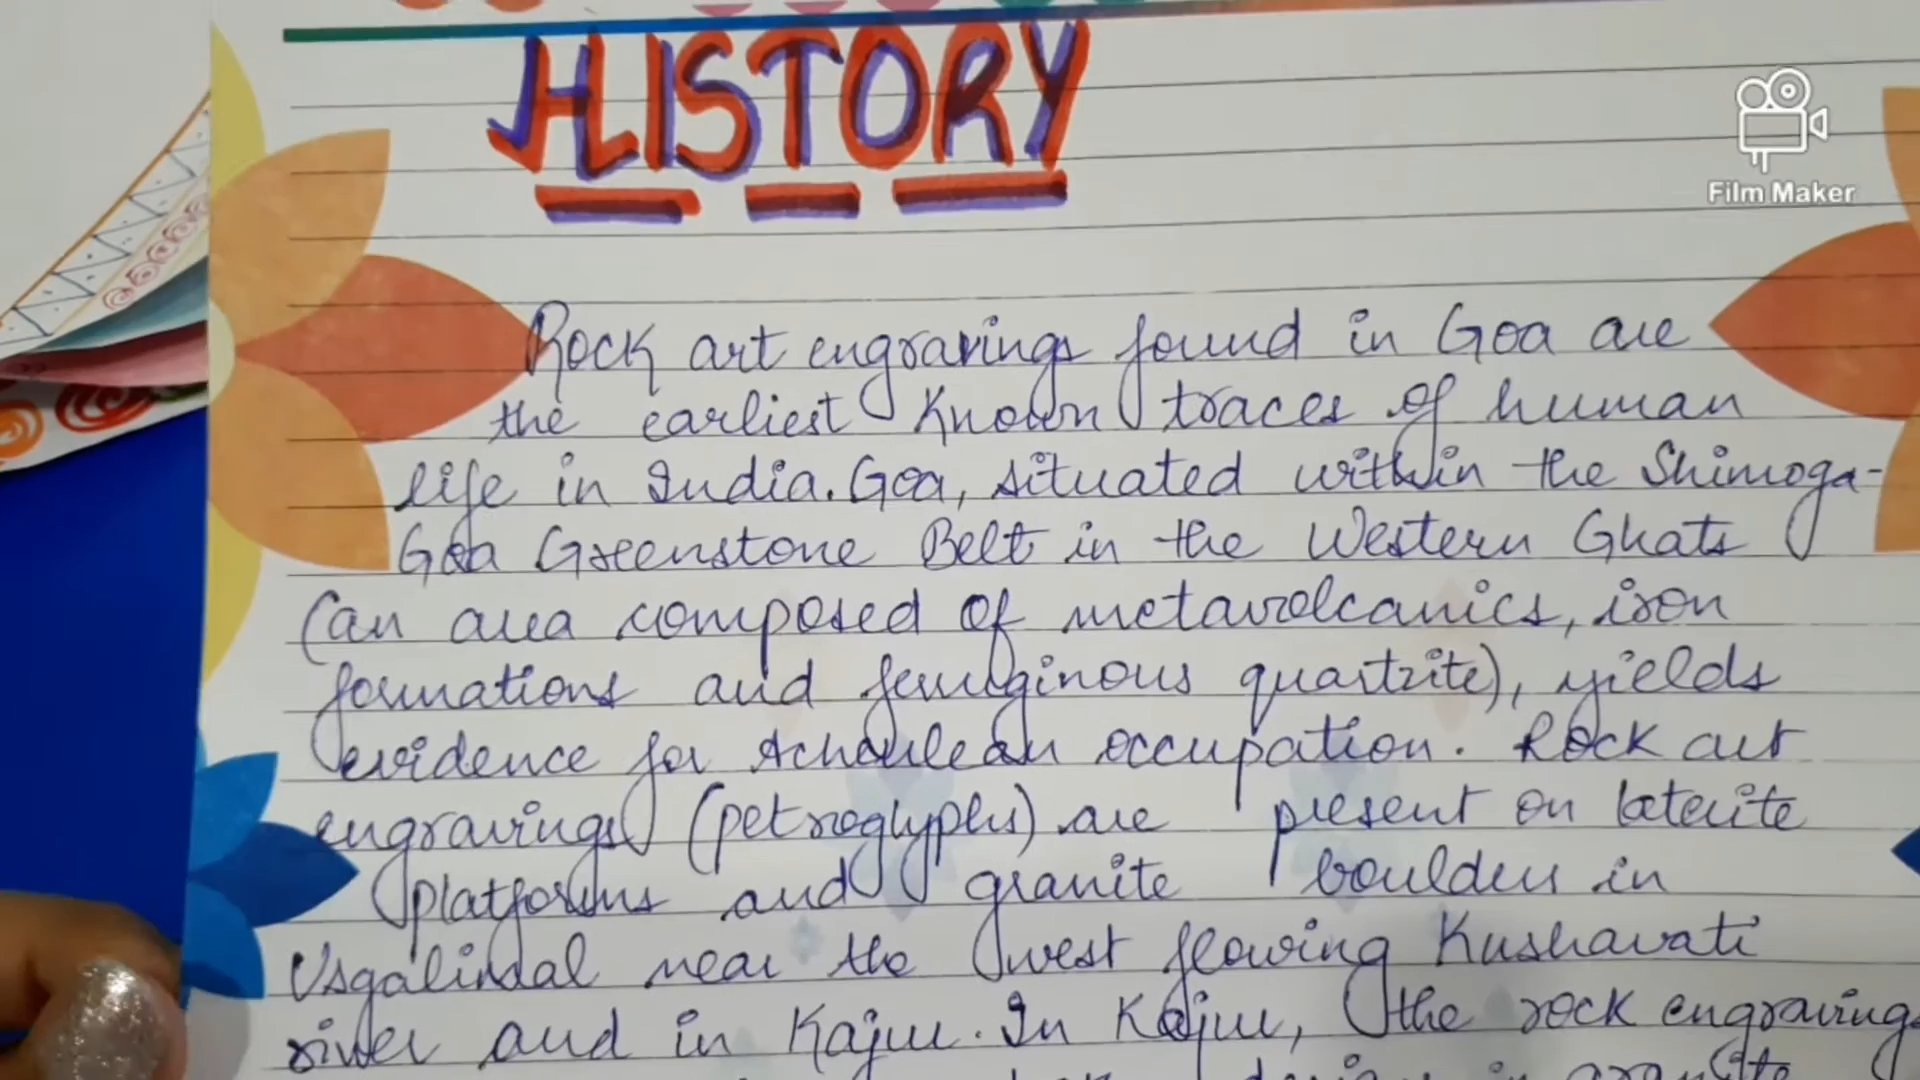 HISTORY
Film Maker
Rock art engravings found in Goa are
the earliest known traces of human
life in India. Goa, situated within the Shimoga-
Goa Greenstone Belt in the Western Ghats
(an area composed of metavolcanics, iron
formations and ferruginous quartzite), yields
evidence for Acheulean occupation. Rock art
engravings (petroglyphs) are present on laterite
platforms and granite boulders in
Usgalimal near the west flowing Kushavati
river and in Kajur. In Kajur, the rock engravings
in granite